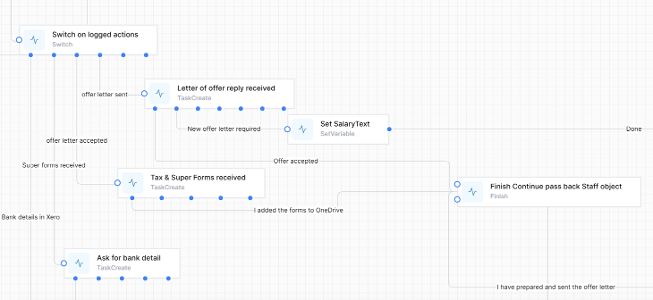 Switch on logged actions
Switch
Letter of offer reply received
TaskCreate
offer letter sent
Set SalaryText
SetVariable
New offer letter required
Done
offer letter accepted
Offer accepted
Super forms received
Tax & Super Forms received
TaskCreate
Finish Continue pass back Staff object
Finish
I added the forms to OneDrive
Bank details in Xero
Ask for bank detail
TaskCreate
I have prepared and sent the offer letter